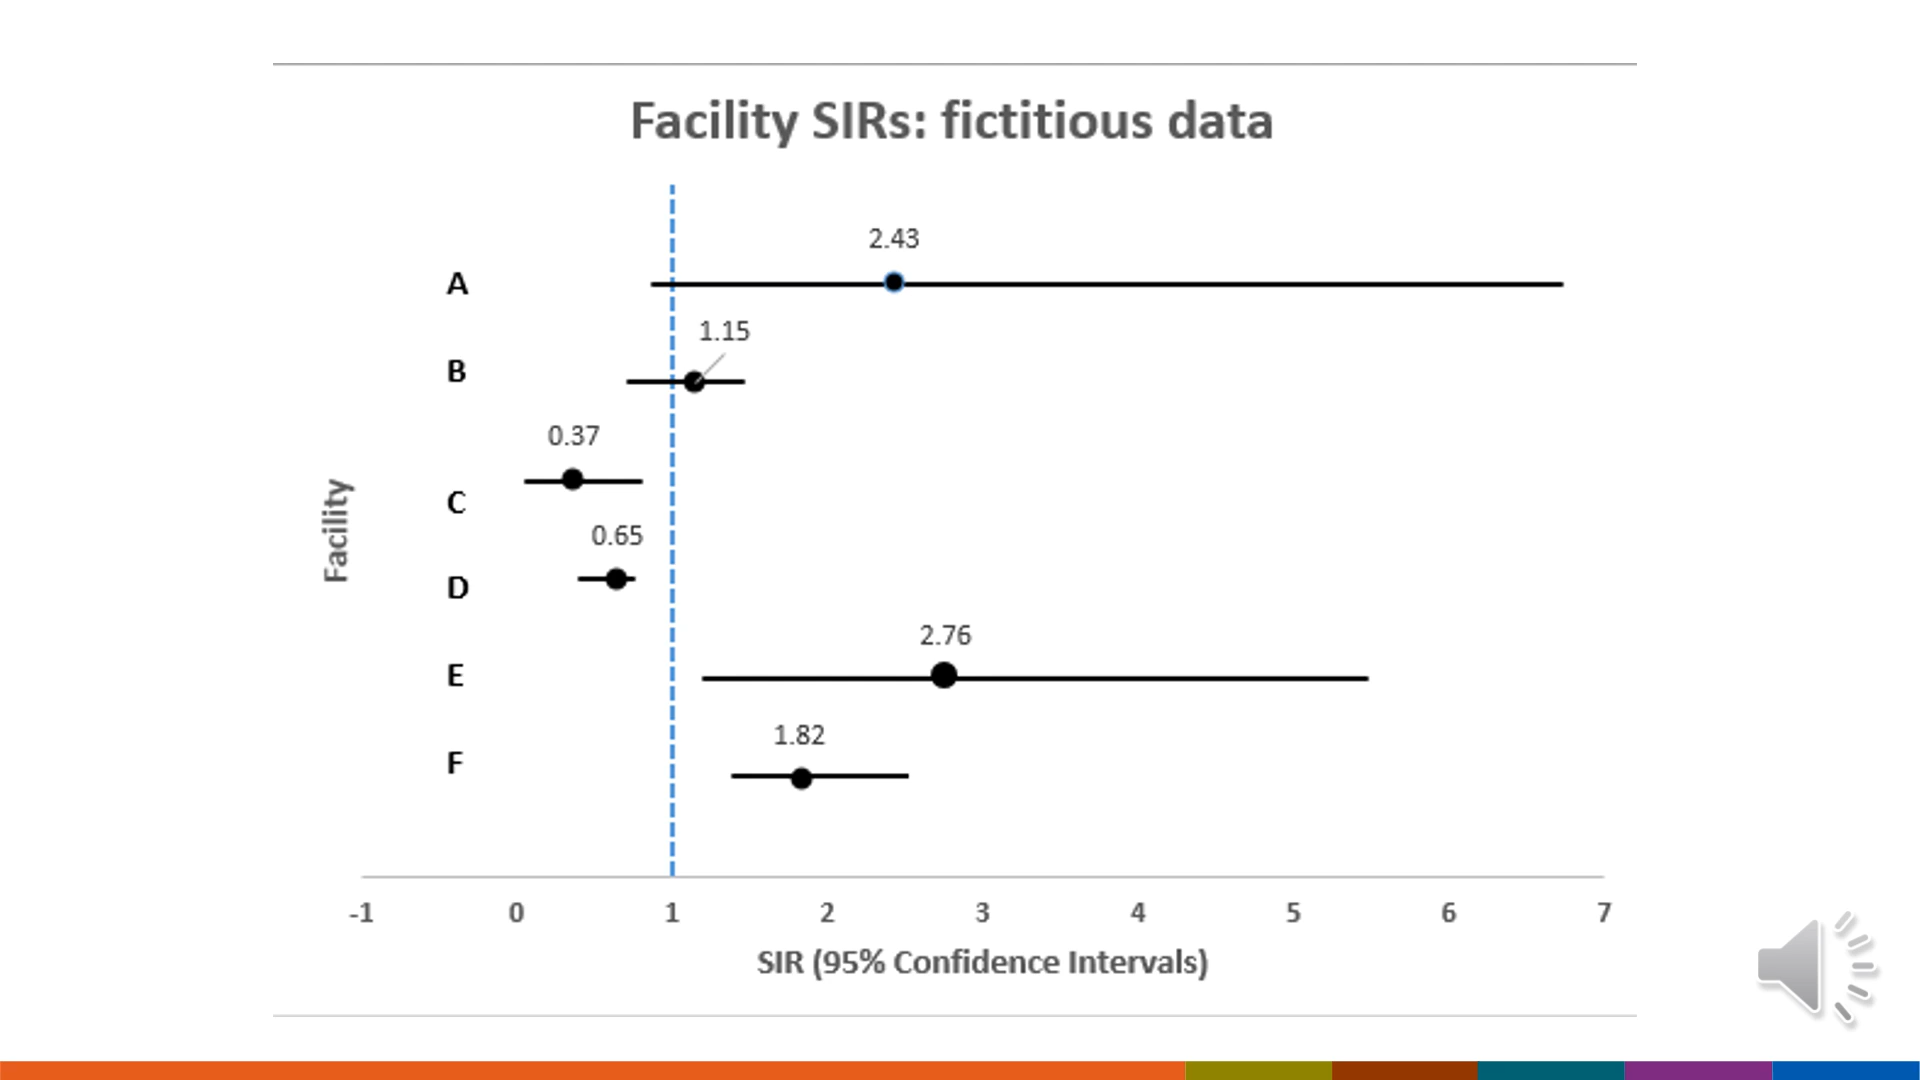 Facility SIRs: fictitious data
2.43
A
1.15
B
0.37
C
0.65
D
2.76
E
1.82
F
Facility
-1 0 1 2 3 4 5 6 7
SIR (95% Confidence Intervals)